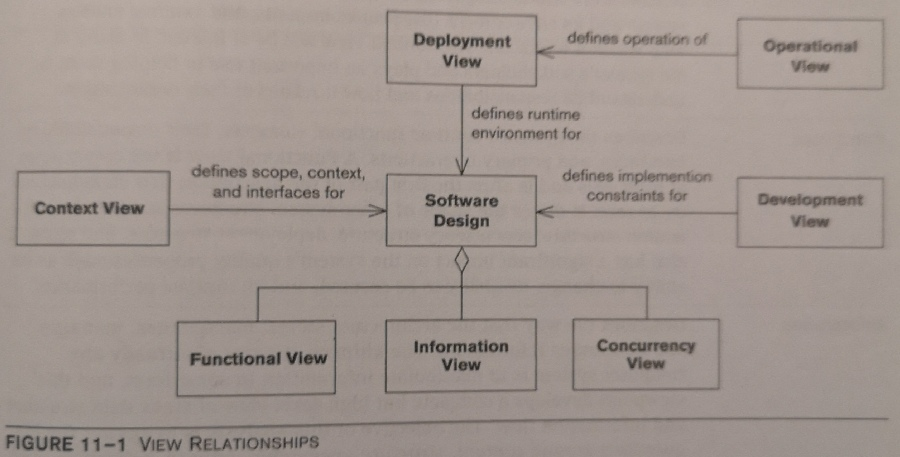 Deployment
View
defines operation of
Operational
View
defines runtime
environment for
defines scope, context,
and interfaces for
defines implemention
constraints for
Context View
Software
Design
Development
View
Functional View
Information
View
Concurrency
View
FIGURE 11–1 VIEW RELATIONSHIPS